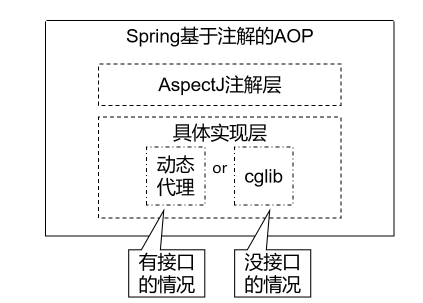 Spring基于注解的AOP
AspectJ注解层
具体实现层
动态
代理
or
cglib
有接口
的情况
没接口
的情况